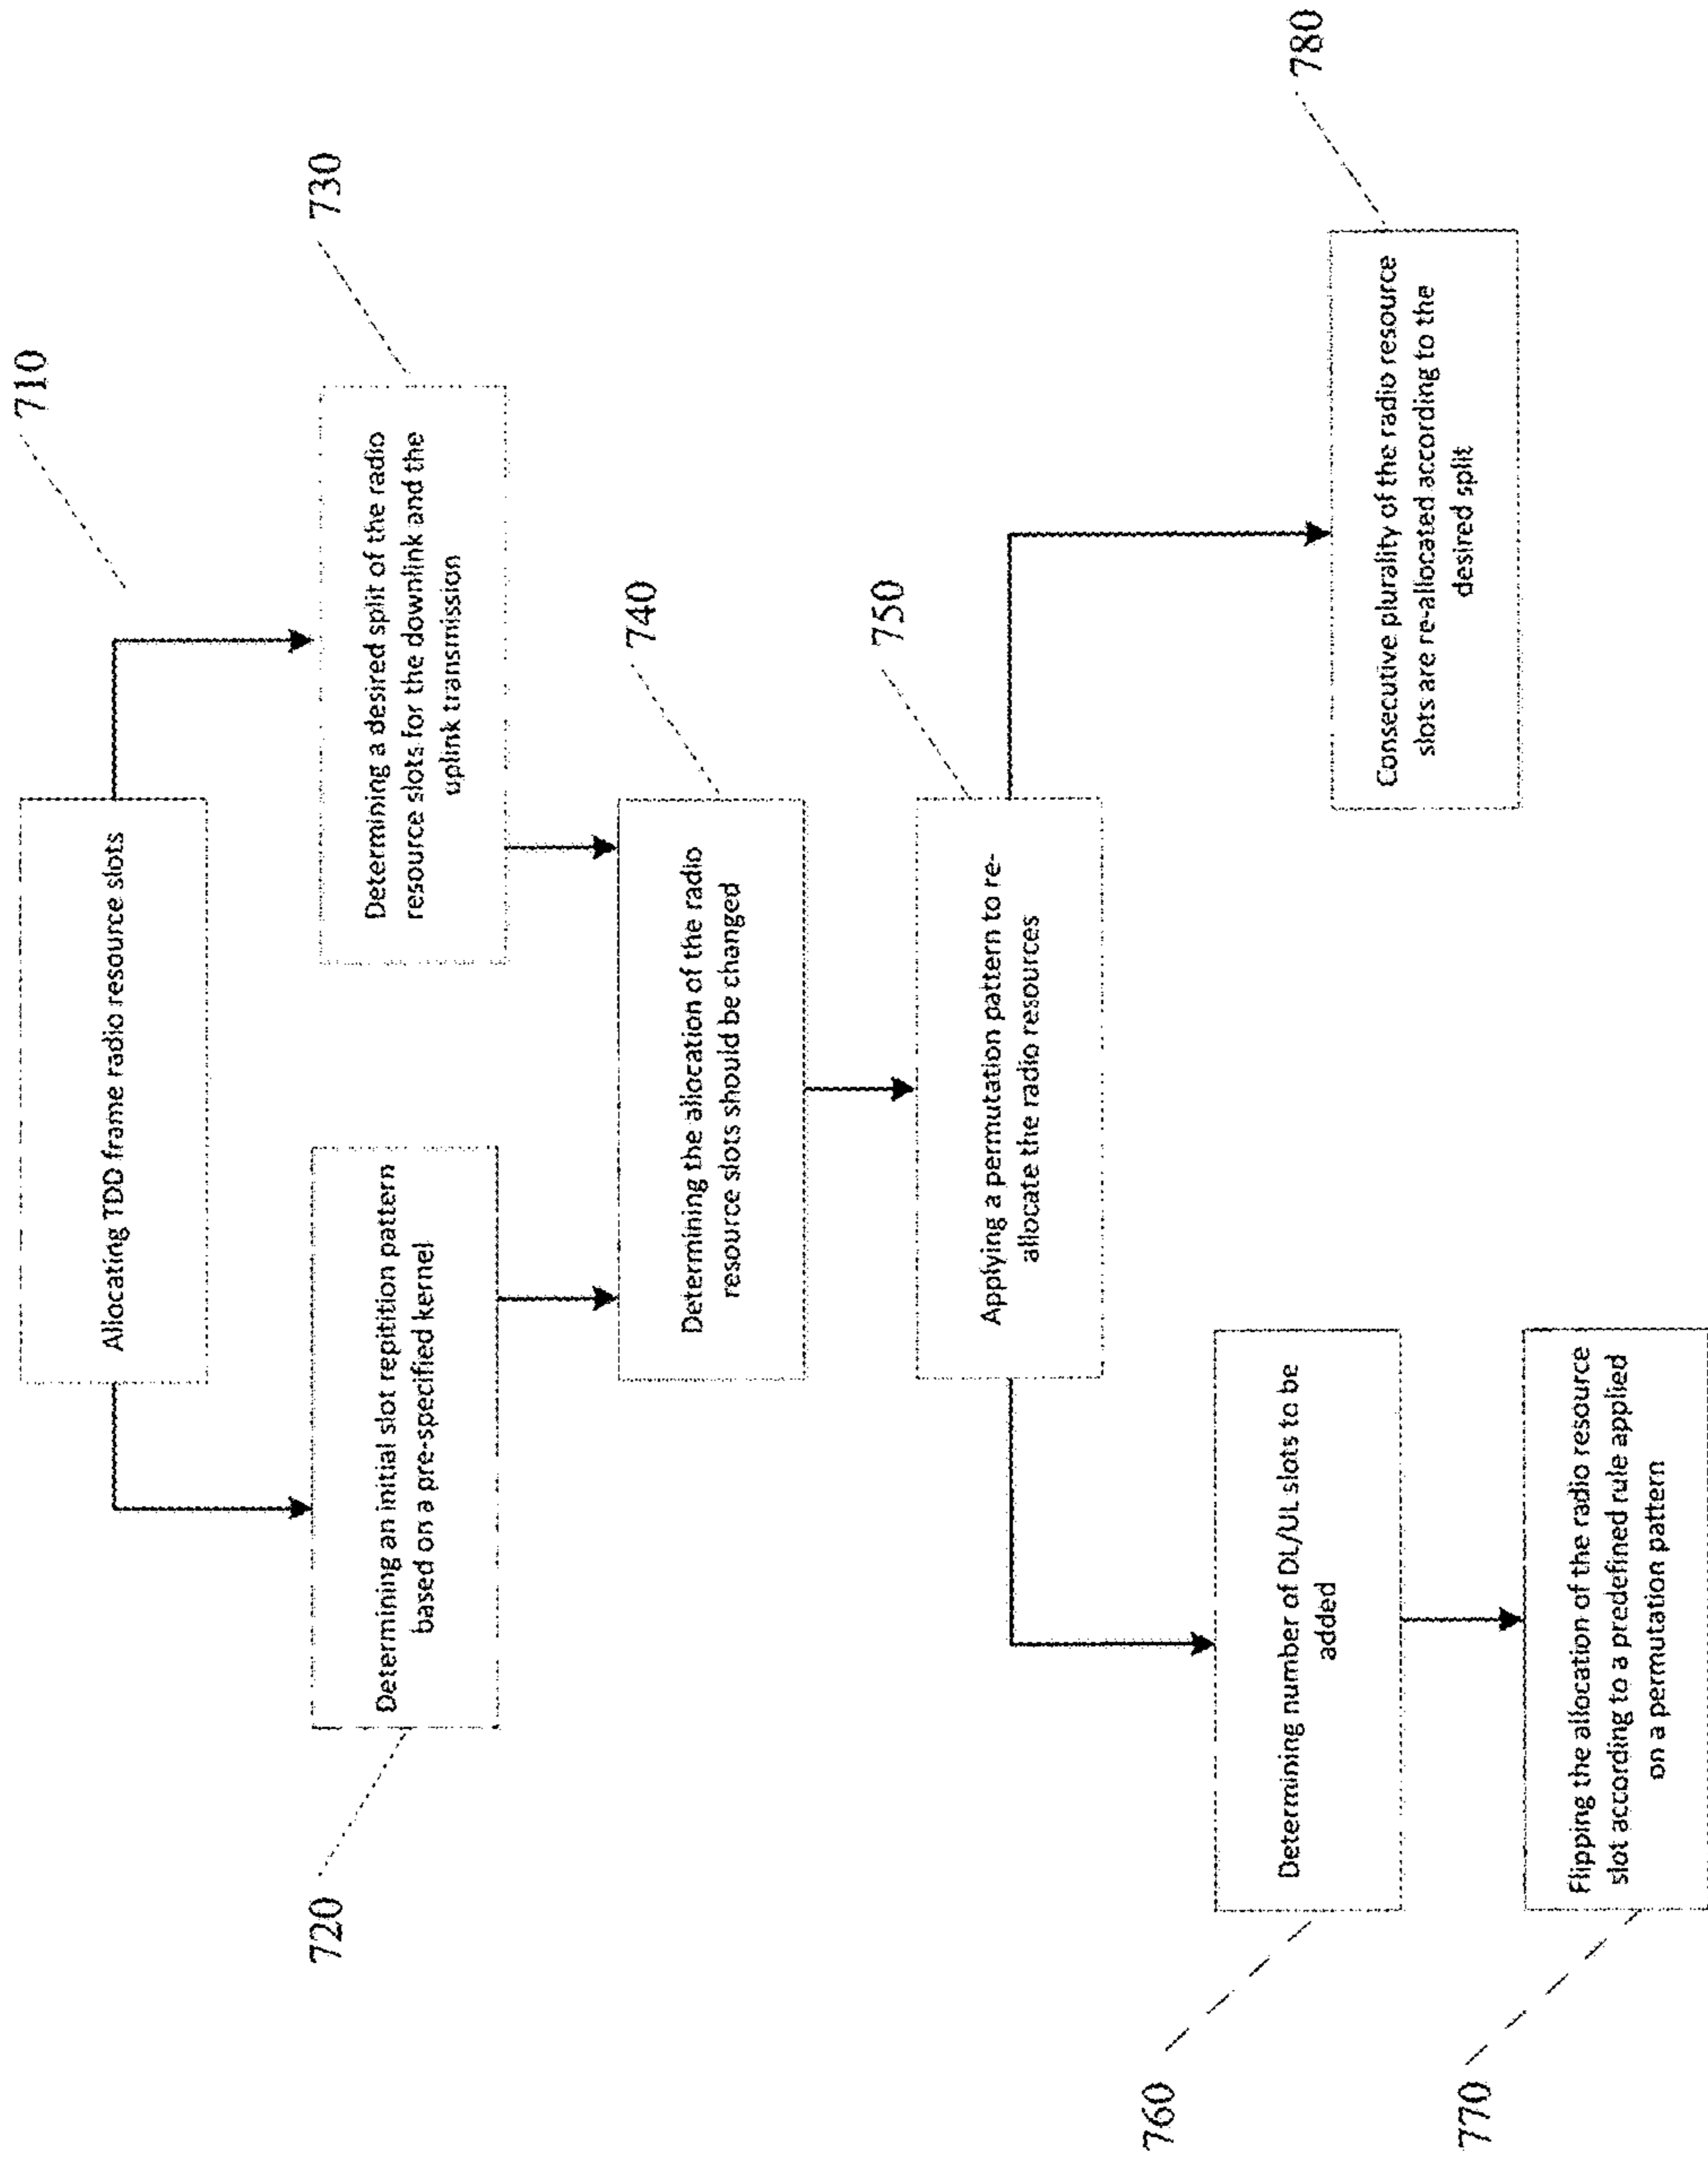 710
Allocating TDD frame radio resource slots
720
Determining an initial slot repitition pattern
based on a pre-specified kernel
730
Determining a desired split of the radio
resource slots for the downlink and the
uplink transmission
740
Determining the allocation of the radio
resource slots should be changed
750
Applying a permutation pattern to re-
allocate the radio resources
760
Determining number of DL/UL slots to be
added
770
Flipping the allocation of the radio resource
slot according to a predefined rule applied
on a permutation pattern
780
Consecutive plurality of the radio resource
slots are re-allocated according to the
desired split